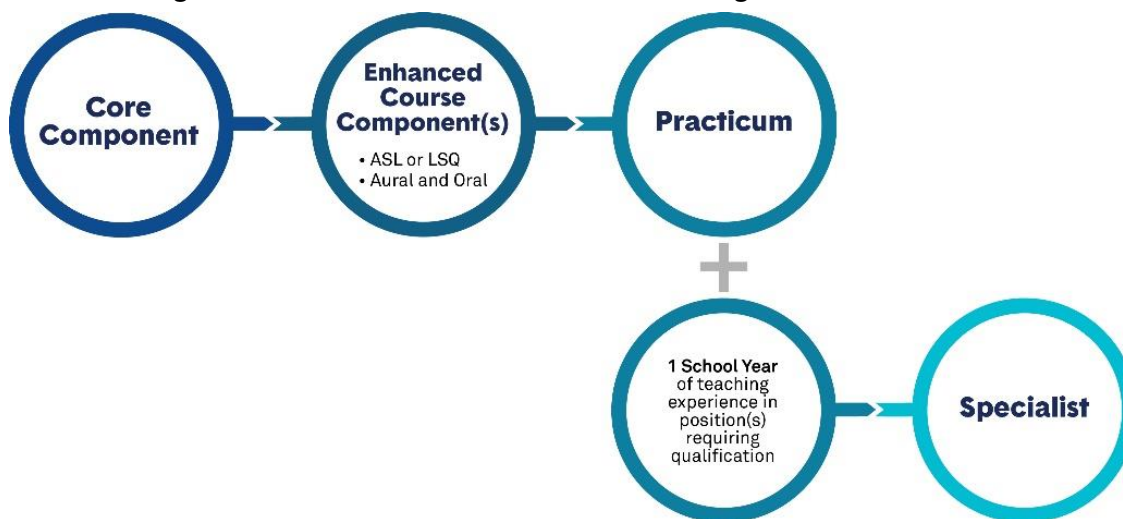 Core
Component
Enhanced
Course
Component(s)
• ASL or LSQ
• Aural and Oral
Practicum
+
1 School Year
of teaching
experience in
position(s)
requiring
qualification
Specialist